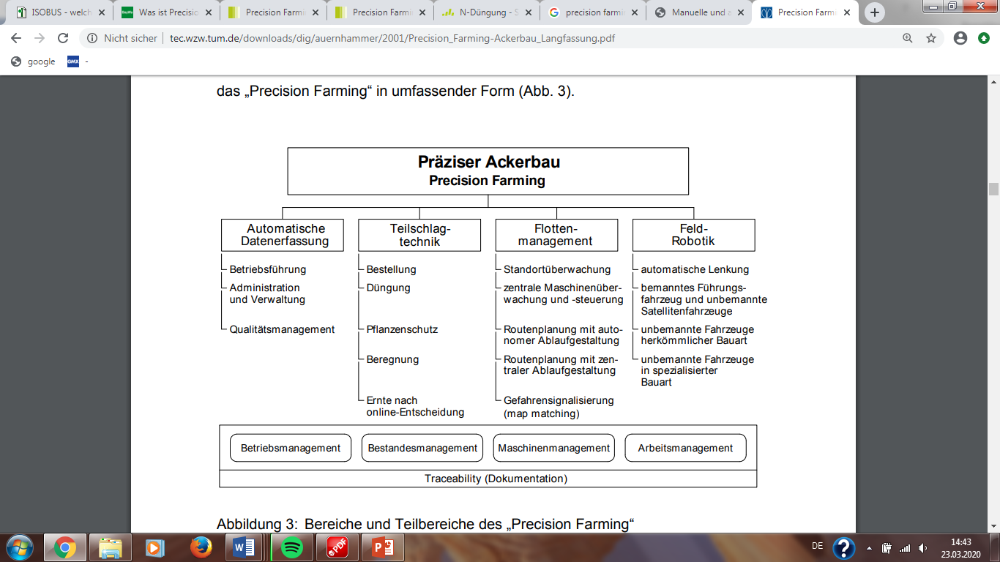 ISOBUS - welch
Was ist Precisio
Precision Farmi
Precision Farmi
N-Düngung - S
precision farmin
Manuelle und a
Precision Farmi
Nicht sicher | tec.wzw.tum.de/downloads/dig/auernhammer/2001/Precision_Farming-Ackerbau_Langfassung.pdf
google
GMX -
das „Precision Farming“ in umfassender Form (Abb. 3).
Präziser Ackerbau
Precision Farming
Automatische
Datenerfassung
Betriebsführung
Administration
und Verwaltung
Qualitätsmanagement
Teilschlag-
technik
Bestellung
Düngung
Pflanzenschutz
Beregnung
Ernte nach
online-Entscheidung
Flotten-
management
Standortüberwachung
zentrale Maschinenüber-
wachung und -steuerung
Routenplanung mit auto-
nomer Ablaufgestaltung
Routenplanung mit zen-
traler Ablaufgestaltung
Gefahrensignalisierung
(map matching)
Feld-
Robotik
automatische Lenkung
bemanntes Führungs-
fahrzeug und unbemannte
Satellitenfahrzeuge
unbemannte Fahrzeuge
herkömmlicher Bauart
unbemannte Fahrzeuge
in spezialisierter
Bauart
Betriebsmanagement
Bestandesmanagement
Maschinenmanagement
Arbeitsmanagement
Traceability (Dokumentation)
Abbildung 3: Bereiche und Teilbereiche des „Precision Farming“
DE
14:43
23.03.2020